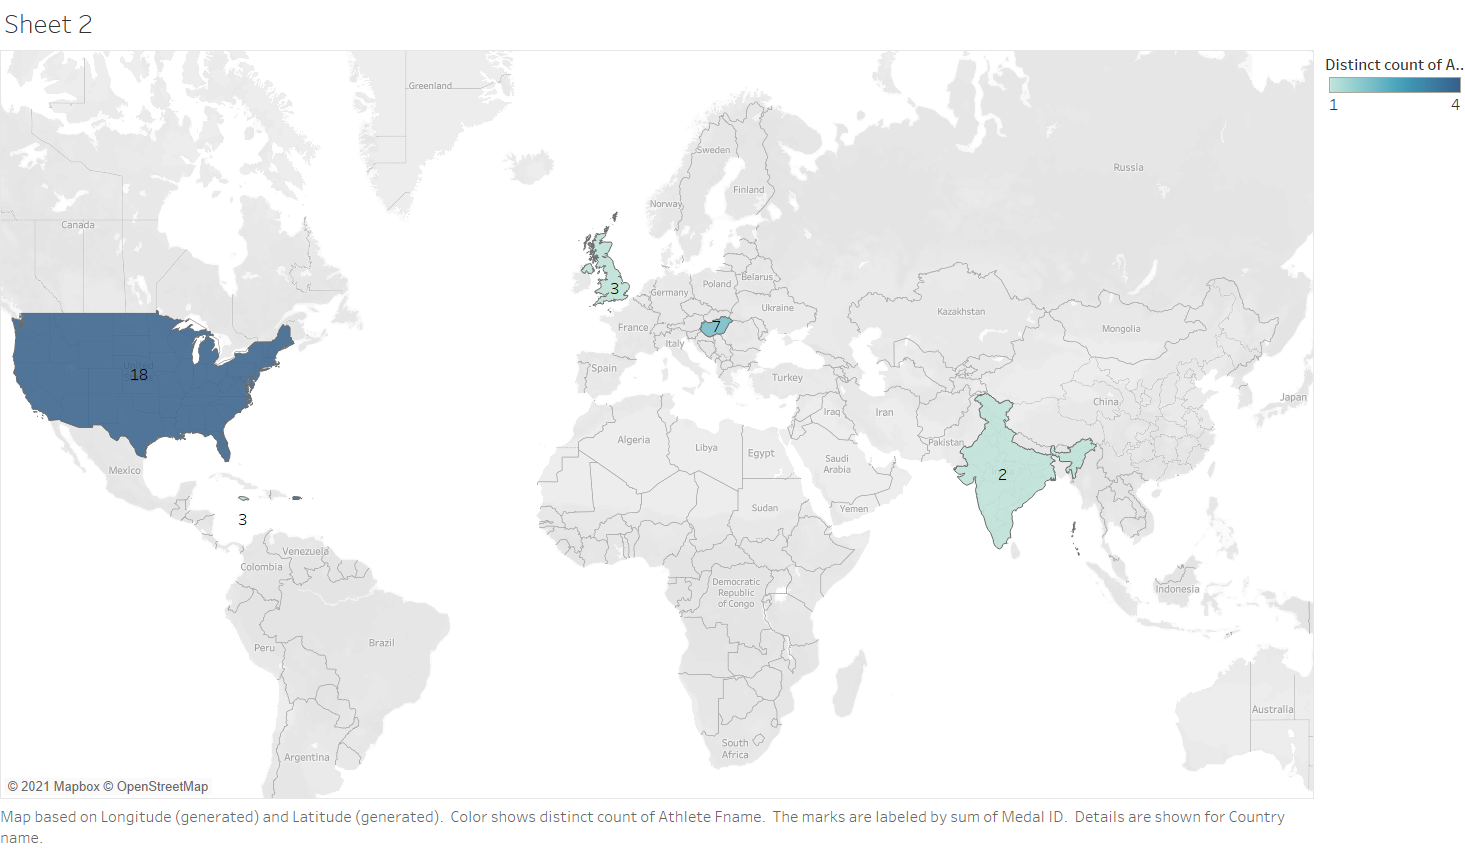 Sheet 2
Distinct count of A..
1
4
Greenland
Sweden
Finland
Norway
Russia
Canada
3
Poland
Belarus
Germany
Ukraine
France
7
Italy
Kazakhstan
Mongolia
18
Spain
Turkey
China
Japan
Iraq
Iran
Algeria
Libya
Egypt
Pakistan
Mexico
Saudi
Arabia
2
Sudan
Yemen
3
Venezuela
Colombia
Democratic
Republic
of Congo
Indonesia
Brazil
Peru
Australia
South
Africa
Argentina
© 2021 Mapbox © OpenStreetMap
Map based on Longitude (generated) and Latitude (generated).  Color shows distinct count of Athlete Fname.  The marks are labeled by sum of Medal ID.  Details are shown for Country
name.